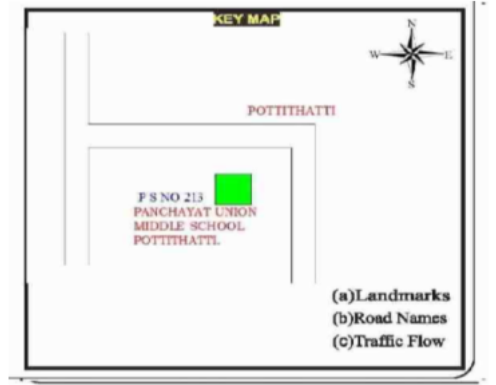 KEY MAP
N
W E
S
POTTITHATTI
P S NO 213
PANCHAYAT UNION
MIDDLE SCHOOL
POTTITHATTI.
(a)Landmarks
(b)Road Names
(c)Traffic Flow